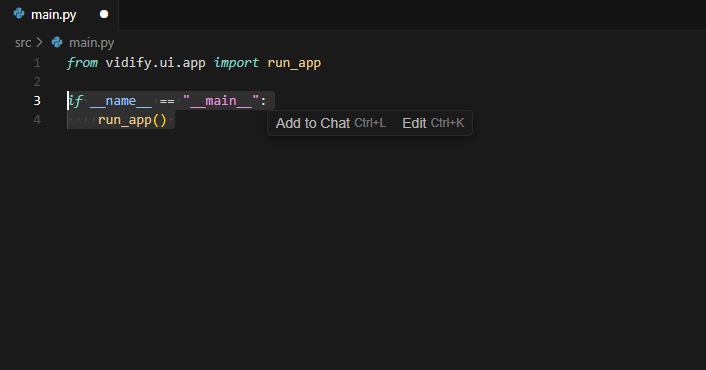 main.py
src > main.py
1 from vidify.ui.app import run_app
2
3 if __name__ == "__main__":
4     run_app()
Add to Chat Ctrl+L Edit Ctrl+K